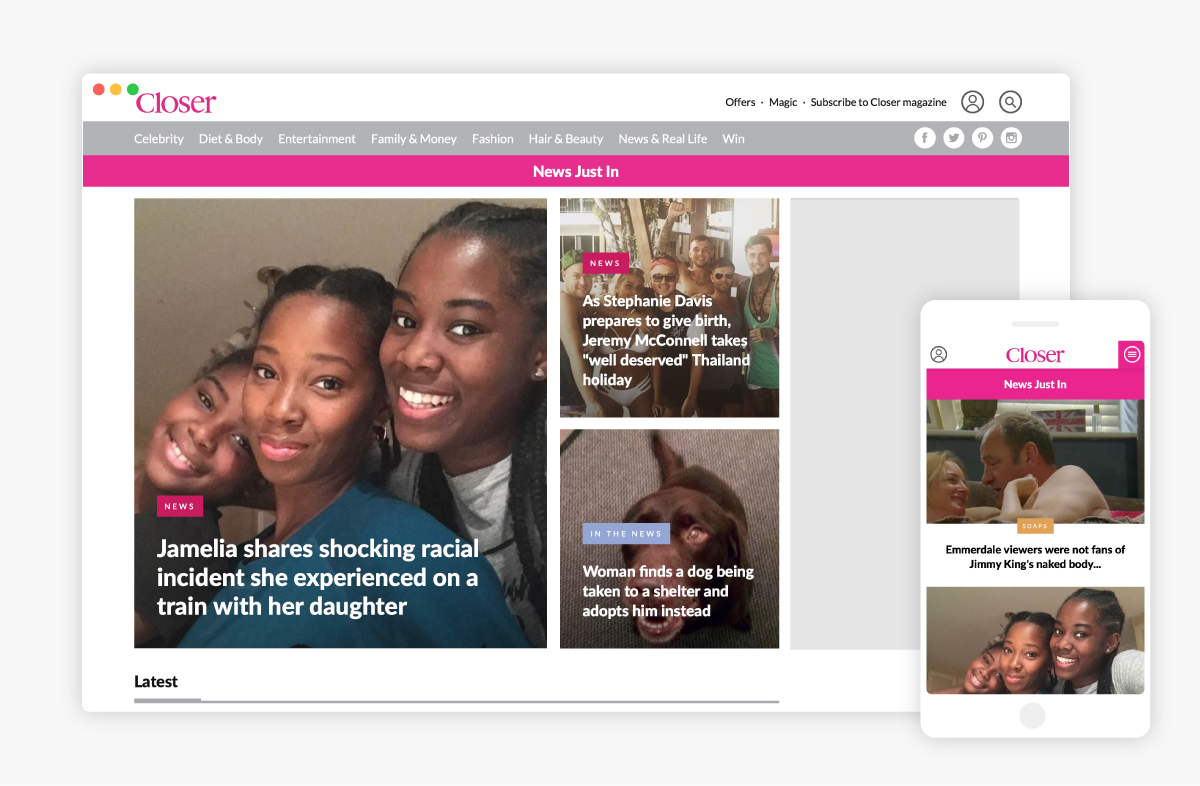 Closer
Offers · Magic · Subscribe to Closer magazine
Celebrity Diet & Body Entertainment Family & Money Fashion Hair & Beauty News & Real Life Win
News Just In
NEWS
Jamelia shares shocking racial
incident she experienced on a
train with her daughter
NEWS
As Stephanie Davis
prepares to give birth,
Jeremy McConnell takes
"well deserved" Thailand
holiday
IN THE NEWS
Woman finds a dog being
taken to a shelter and
adopts him instead
Latest
Closer
News Just In
SOAPS
Emmerdale viewers were not fans of
Jimmy King's naked body...